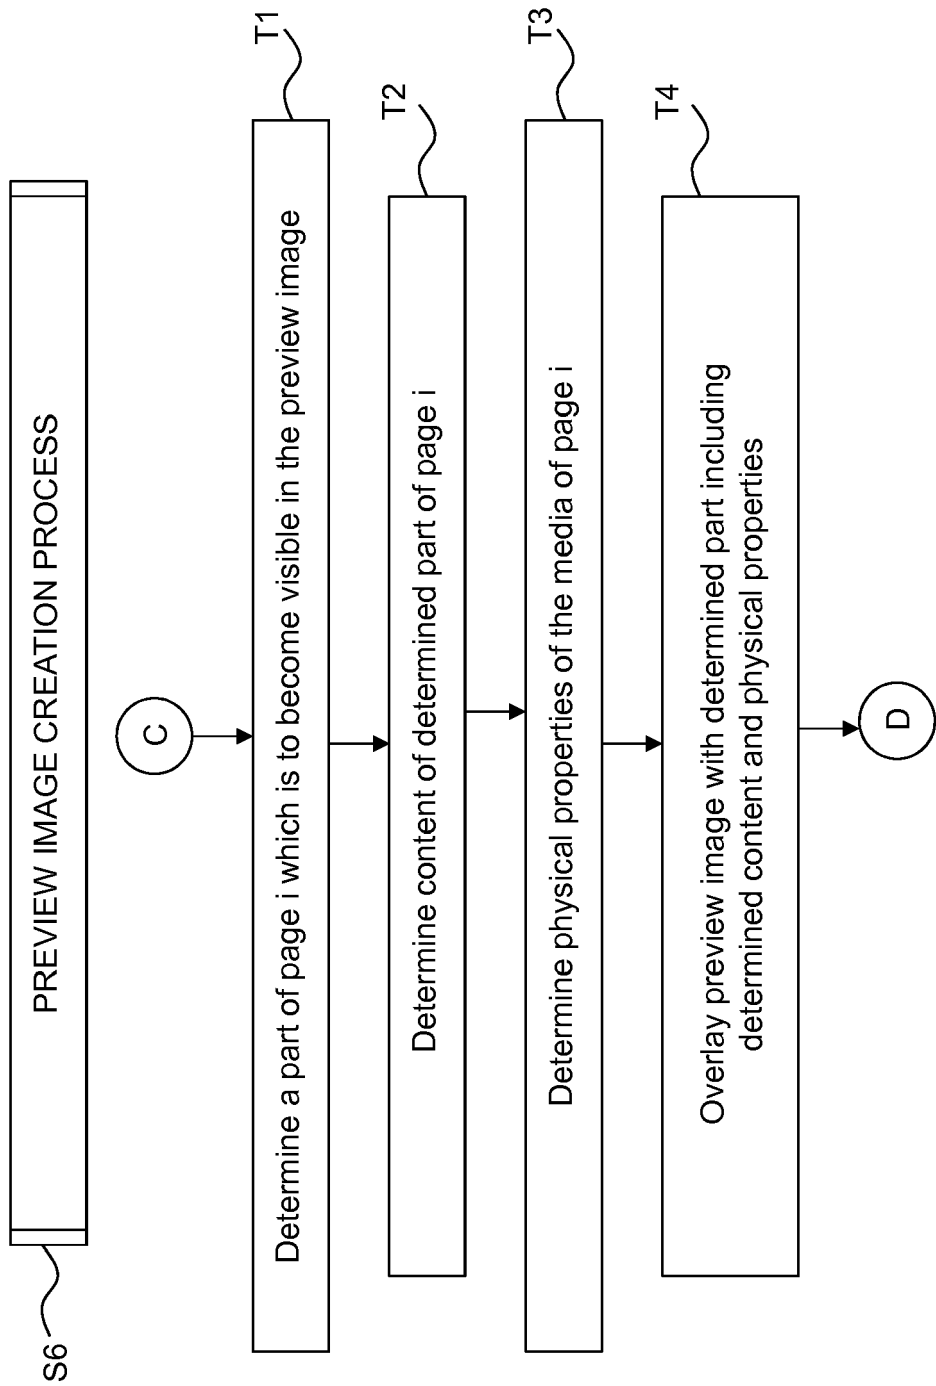 S6
PREVIEW IMAGE CREATION PROCESS
C
T1
Determine a part of page i which is to become visible in the preview image
T2
Determine content of determined part of page i
T3
Determine physical properties of the media of page i
T4
Overlay preview image with determined part including
determined content and physical properties
D